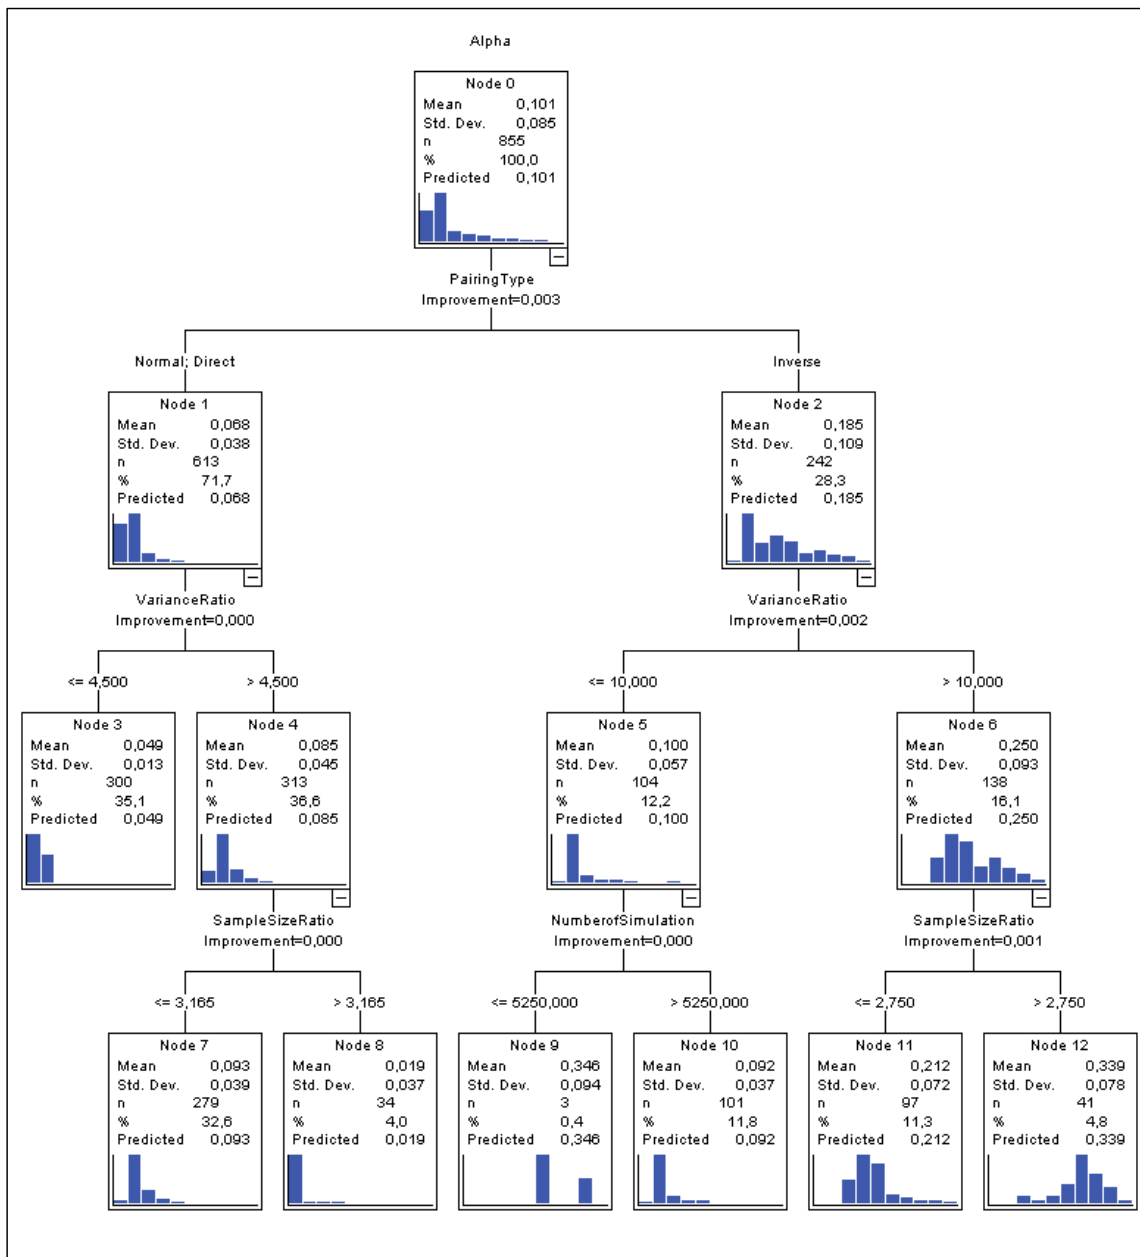 Alpha
Node 0
Mean 0,101
Std. Dev. 0,085
n 855
% 100,0
Predicted 0,101
PairingType
Improvement=0,003
Normal; Direct
Inverse
Node 1
Mean 0,068
Std. Dev. 0,038
n 613
% 71,7
Predicted 0,068
Node 2
Mean 0,185
Std. Dev. 0,109
n 242
% 28,3
Predicted 0,185
VarianceRatio
Improvement=0,000
VarianceRatio
Improvement=0,002
<= 4,500
> 4,500
<= 10,000
> 10,000
Node 3
Mean 0,049
Std. Dev. 0,013
n 300
% 35,1
Predicted 0,049
Node 4
Mean 0,085
Std. Dev. 0,045
n 313
% 36,6
Predicted 0,085
Node 5
Mean 0,100
Std. Dev. 0,057
n 104
% 12,2
Predicted 0,100
Node 6
Mean 0,250
Std. Dev. 0,093
n 138
% 16,1
Predicted 0,250
SampleSizeRatio
Improvement=0,000
NumberofSimulation
Improvement=0,000
SampleSizeRatio
Improvement=0,001
<= 3,165
> 3,165
<= 5250,000
> 5250,000
<= 2,750
> 2,750
Node 7
Mean 0,093
Std. Dev. 0,039
n 279
% 32,6
Predicted 0,093
Node 8
Mean 0,019
Std. Dev. 0,037
n 34
% 4,0
Predicted 0,019
Node 9
Mean 0,346
Std. Dev. 0,094
n 3
% 0,4
Predicted 0,346
Node 10
Mean 0,092
Std. Dev. 0,037
n 101
% 11,8
Predicted 0,092
Node 11
Mean 0,212
Std. Dev. 0,072
n 97
% 11,3
Predicted 0,212
Node 12
Mean 0,339
Std. Dev. 0,078
n 41
% 4,8
Predicted 0,339